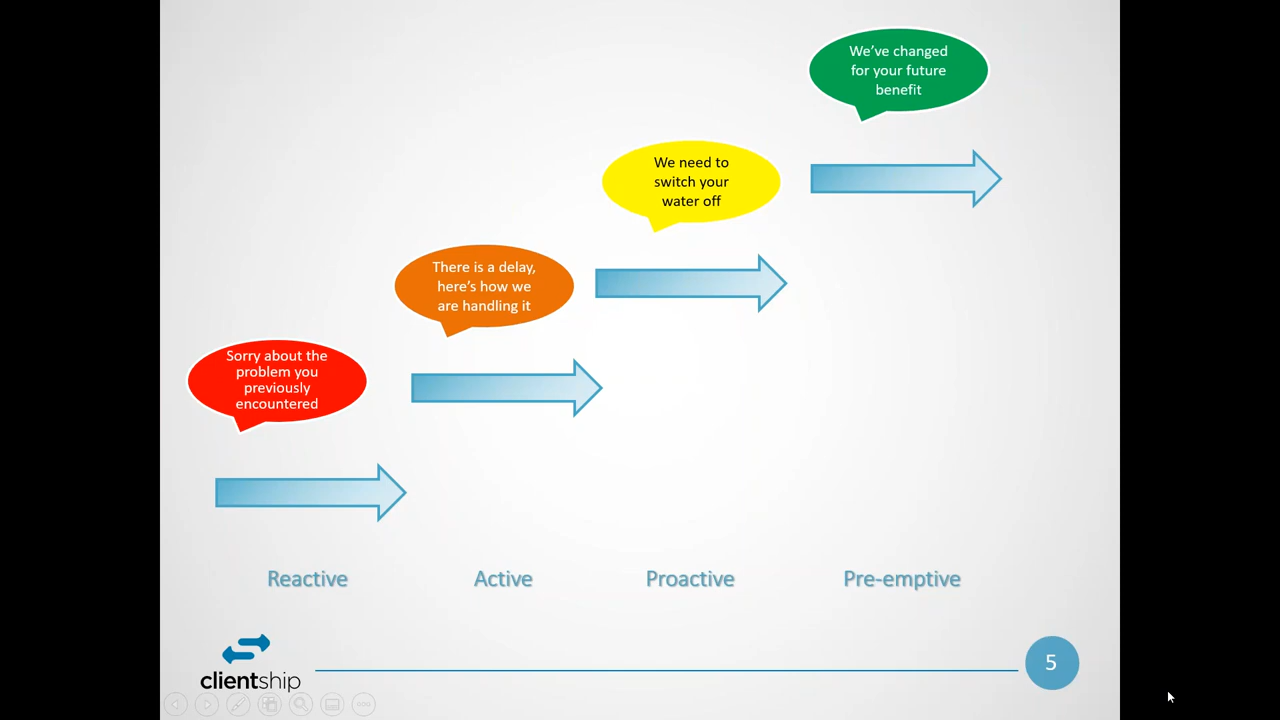 We've changed
for your future
benefit
We need to
switch your
water off
There is a delay,
here's how we
are handling it
Sorry about the
problem you
previously
encountered
Reactive
Active
Proactive
Pre-emptive
clientship
5